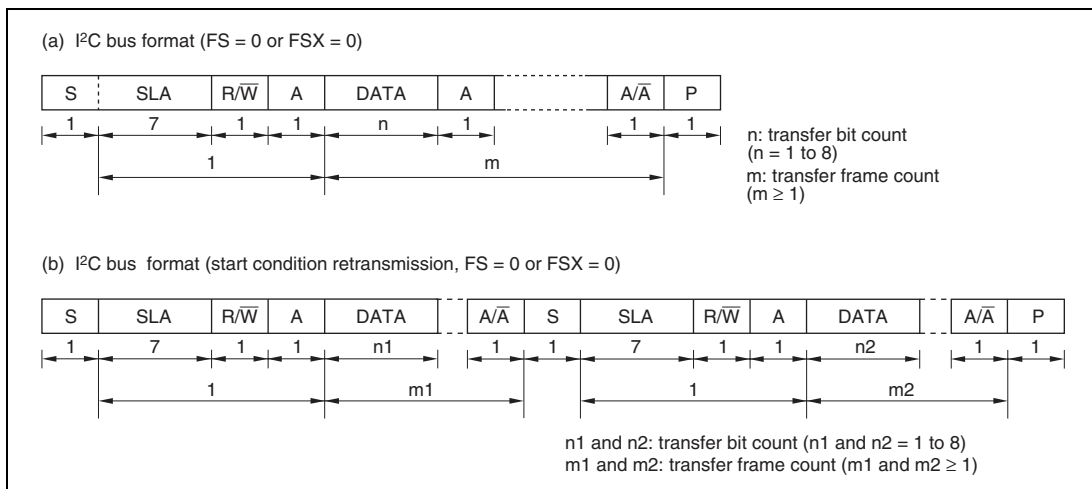 (a) I²C bus format (FS = 0 or FSX = 0)
S SLA R/W̅ A DATA A A/A̅ P
1 7 1 1 n 1 1 1
1 m
n: transfer bit count
(n = 1 to 8)
m: transfer frame count
(m ≥ 1)
(b) I²C bus format (start condition retransmission, FS = 0 or FSX = 0)
S SLA R/W̅ A DATA A/A̅ S SLA R/W̅ A DATA A/A̅ P
1 7 1 1 n1 1 1 7 1 1 n2 1 1
1 m1 1 m2
n1 and n2: transfer bit count (n1 and n2 = 1 to 8)
m1 and m2: transfer frame count (m1 and m2 ≥ 1)